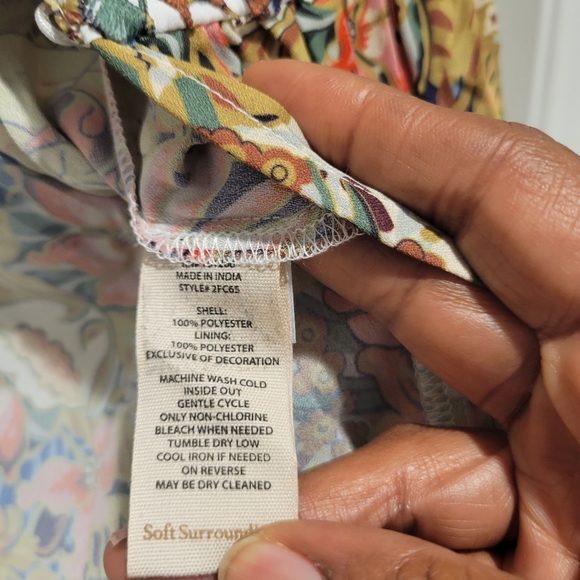 MADE IN INDIA
STYLE# 2FC65
SHELL:
100% POLYESTER
LINING:
100% POLYESTER
EXCLUSIVE OF DECORATION
MACHINE WASH COLD
INSIDE OUT
GENTLE CYCLE
ONLY NON-CHLORINE
BLEACH WHEN NEEDED
TUMBLE DRY LOW
COOL IRON IF NEEDED
ON REVERSE
MAY BE DRY CLEANED
Soft